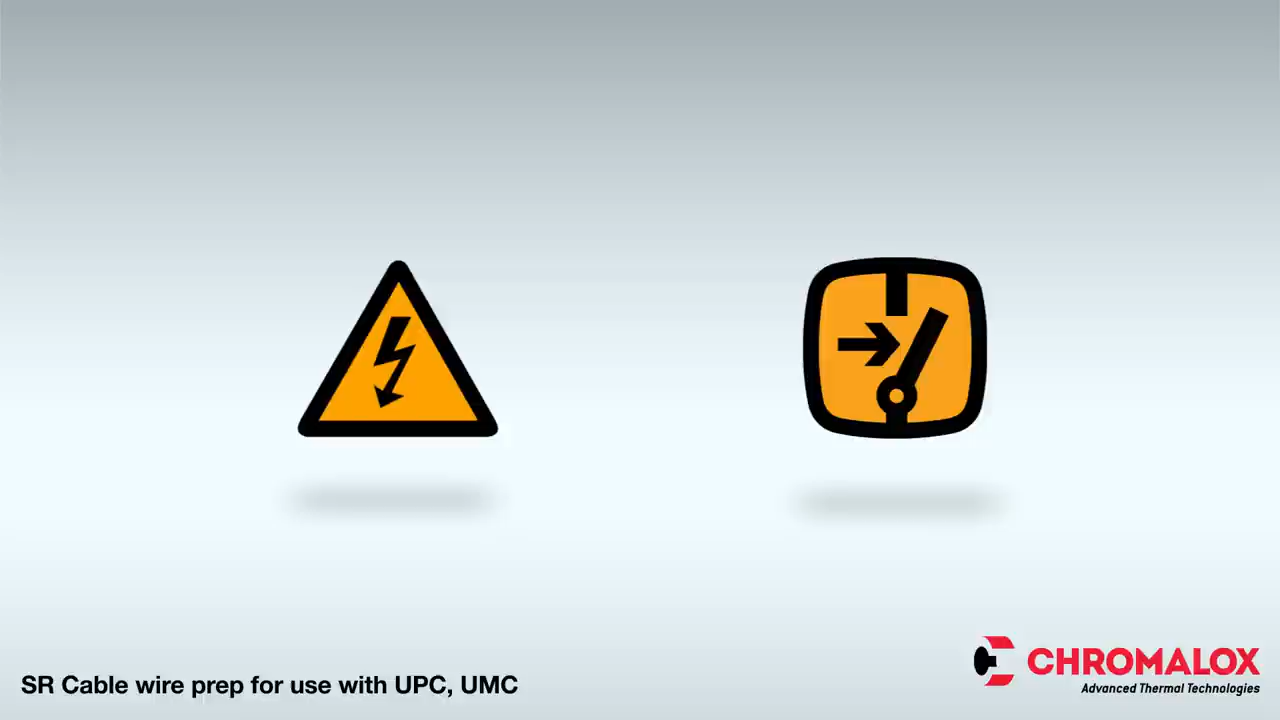 SR Cable wire prep for use with UPC, UMC
CHROMALOX
Advanced Thermal Technologies